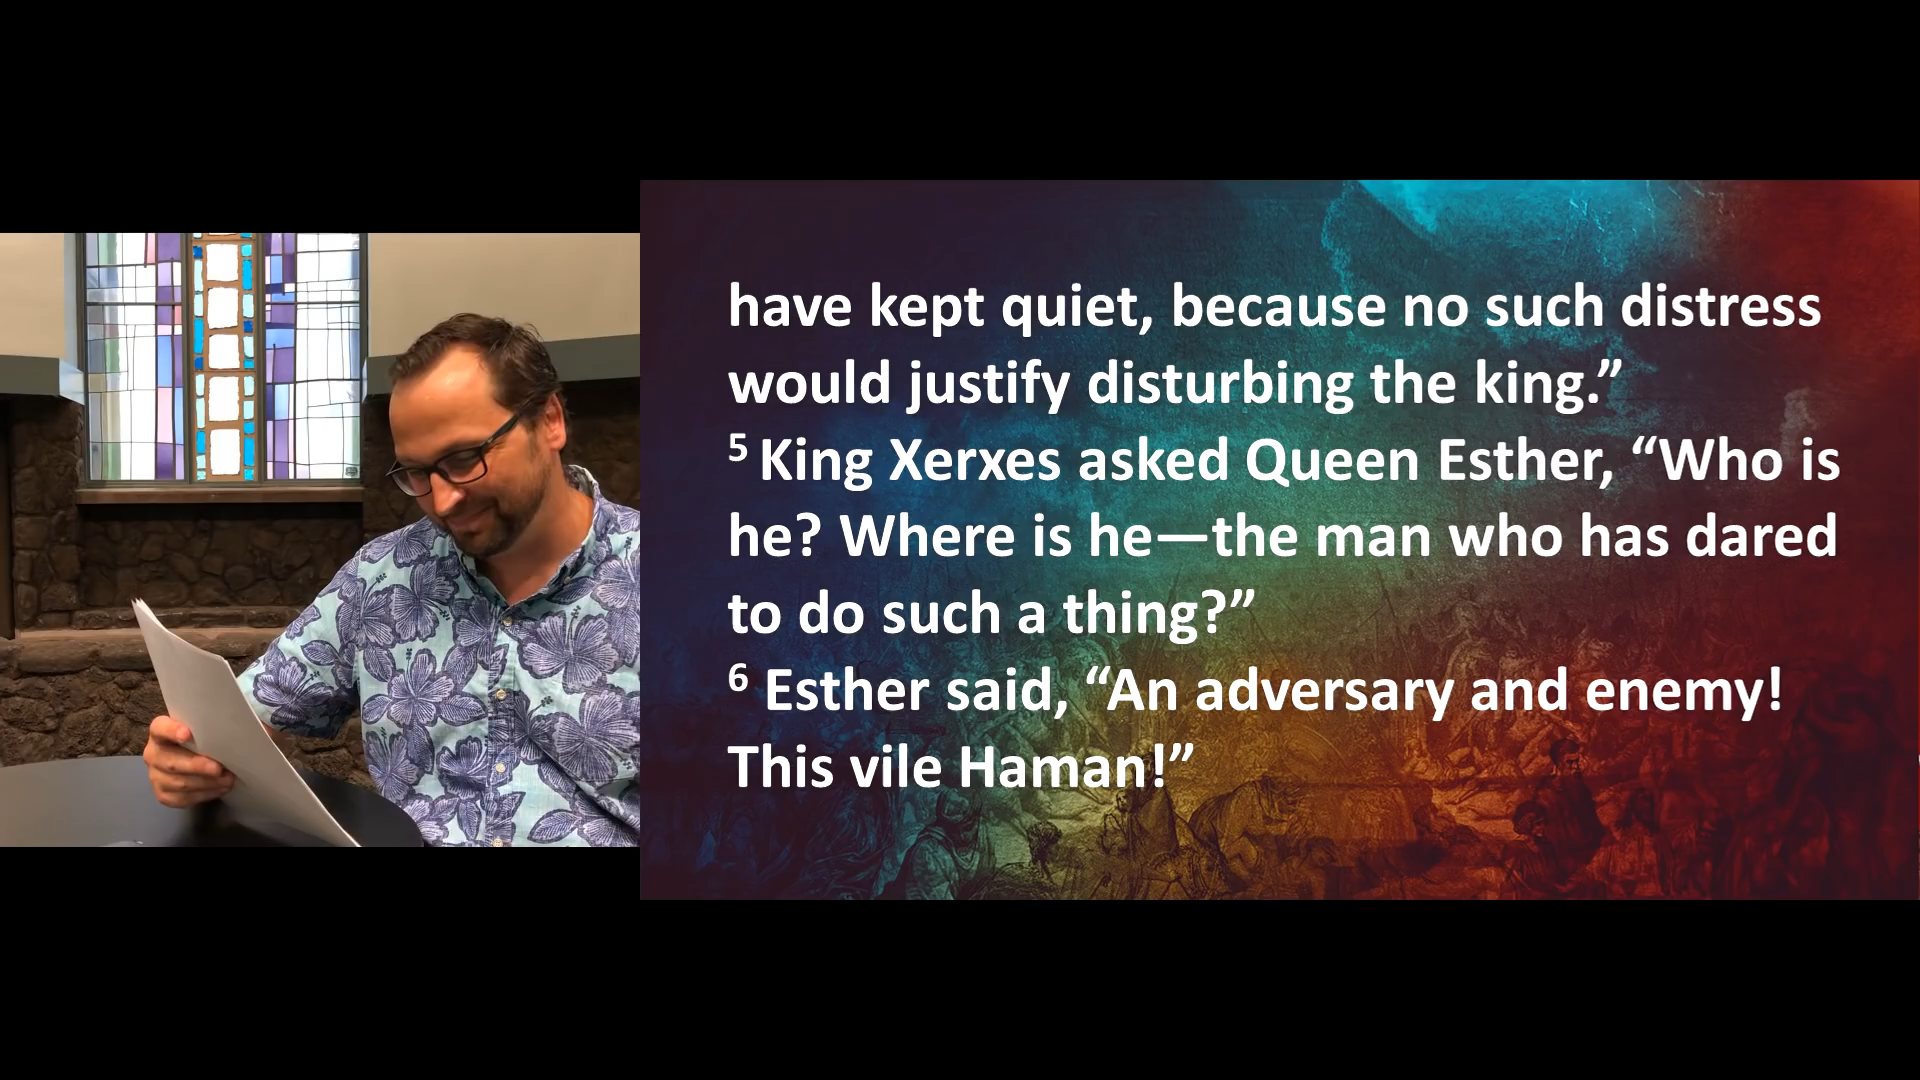 have kept quiet, because no such distress
would justify disturbing the king.”
5 King Xerxes asked Queen Esther, “Who is
he? Where is he—the man who has dared
to do such a thing?”
6 Esther said, “An adversary and enemy!
This vile Haman!”